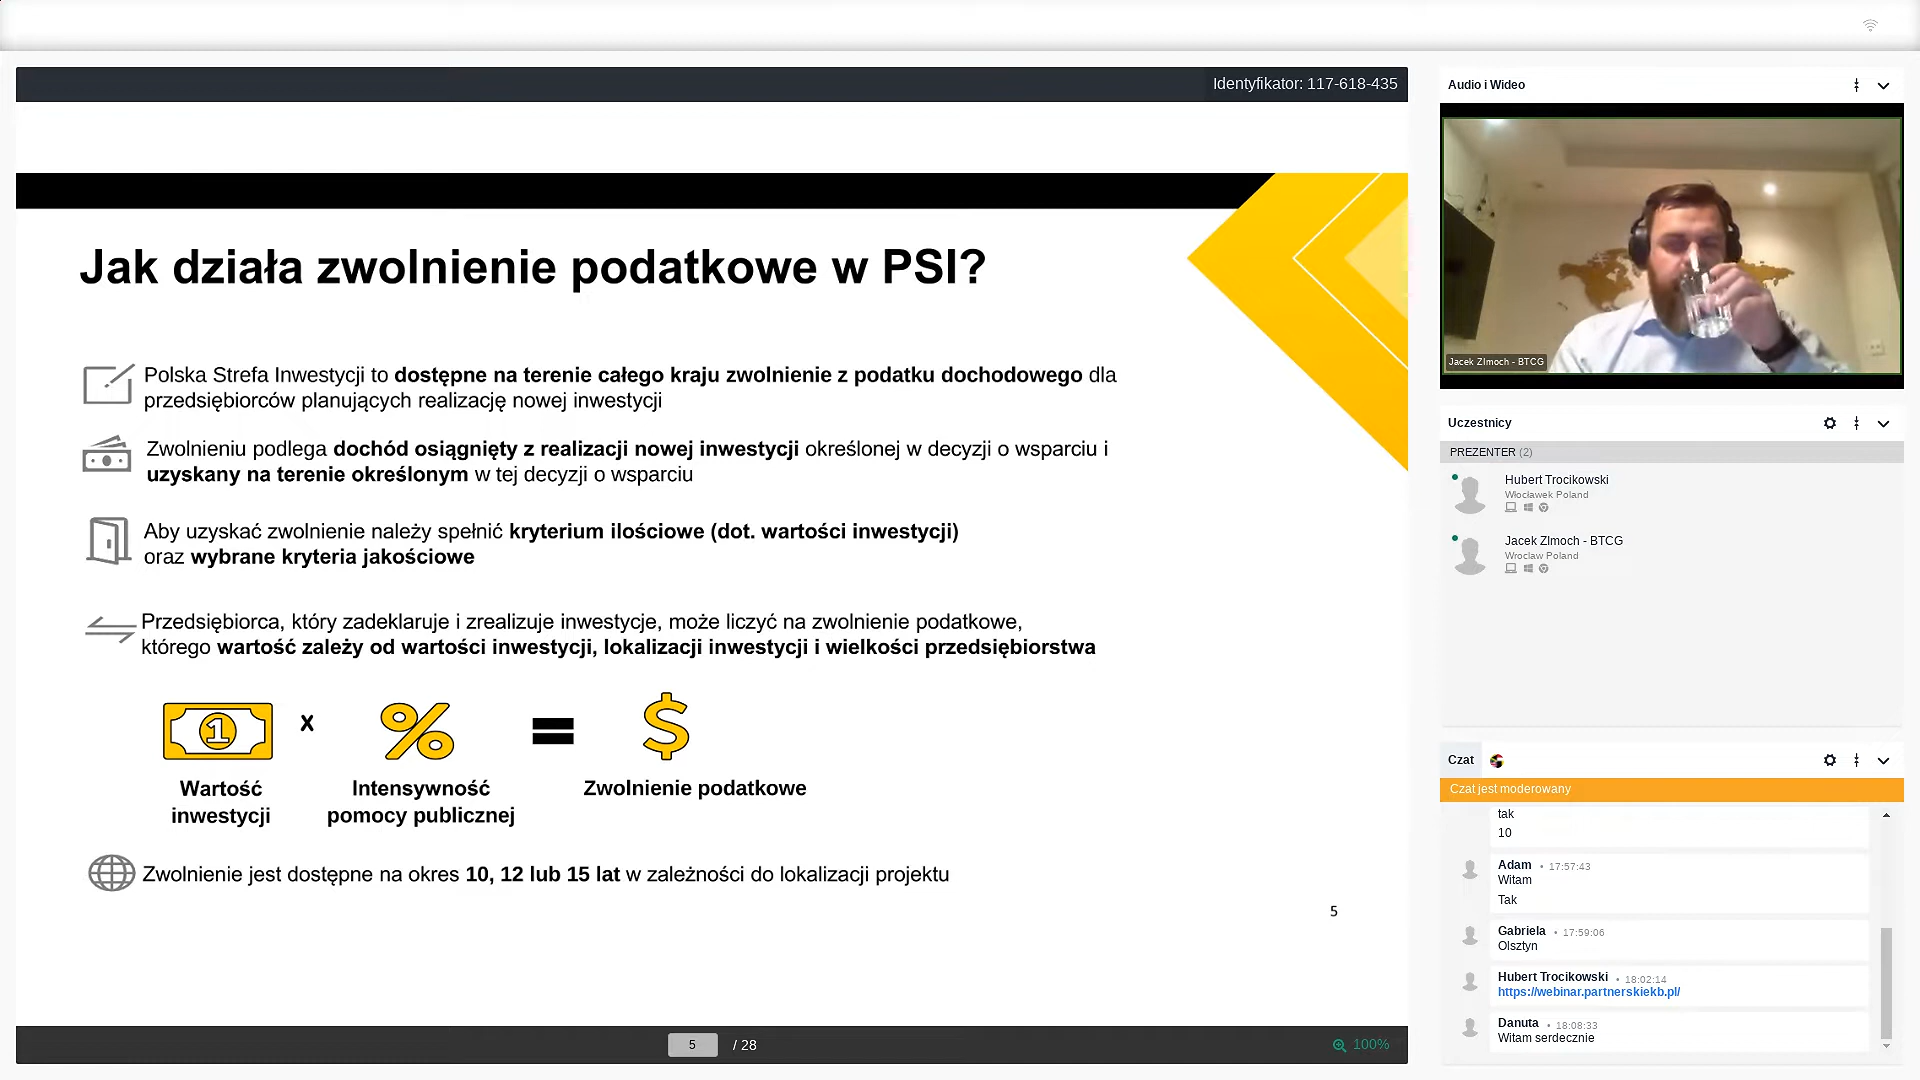 Identyfikator: 117-618-435
Jak działa zwolnienie podatkowe w PSI?
Polska Strefa Inwestycji to dostępne na terenie całego kraju zwolnienie z podatku dochodowego dla
przedsiębiorców planujących realizację nowej inwestycji
Zwolnieniu podlega dochód osiągnięty z realizacji nowej inwestycji określonej w decyzji o wsparciu i
uzyskany na terenie określonym w tej decyzji o wsparciu
Aby uzyskać zwolnienie należy spełnić kryterium ilościowe (dot. wartości inwestycji)
oraz wybrane kryteria jakościowe
Przedsiębiorca, który zadeklaruje i zrealizuje inwestycje, może liczyć na zwolnienie podatkowe,
którego wartość zależy od wartości inwestycji, lokalizacji inwestycji i wielkości przedsiębiorstwa
1 x % = $
Wartość
inwestycji
Intensywność
pomocy publicznej
Zwolnienie podatkowe
Zwolnienie jest dostępne na okres 10, 12 lub 15 lat w zależności do lokalizacji projektu
5
5 / 28
100%
Audio i Wideo
Jacek ZImoch - BTCG
Uczestnicy
PREZENTER (2)
Hubert Trocikowski
Włocławek Poland
Jacek ZImoch - BTCG
Wroclaw Poland
Czat
Czat jest moderowany
tak
10
Adam • 17:57:43
Witam
Tak
Gabriela • 17:59:06
Olsztyn
Hubert Trocikowski • 18:02:14
https://webinar.partnerskiekb.pl/
Danuta • 18:08:33
Witam serdecznie